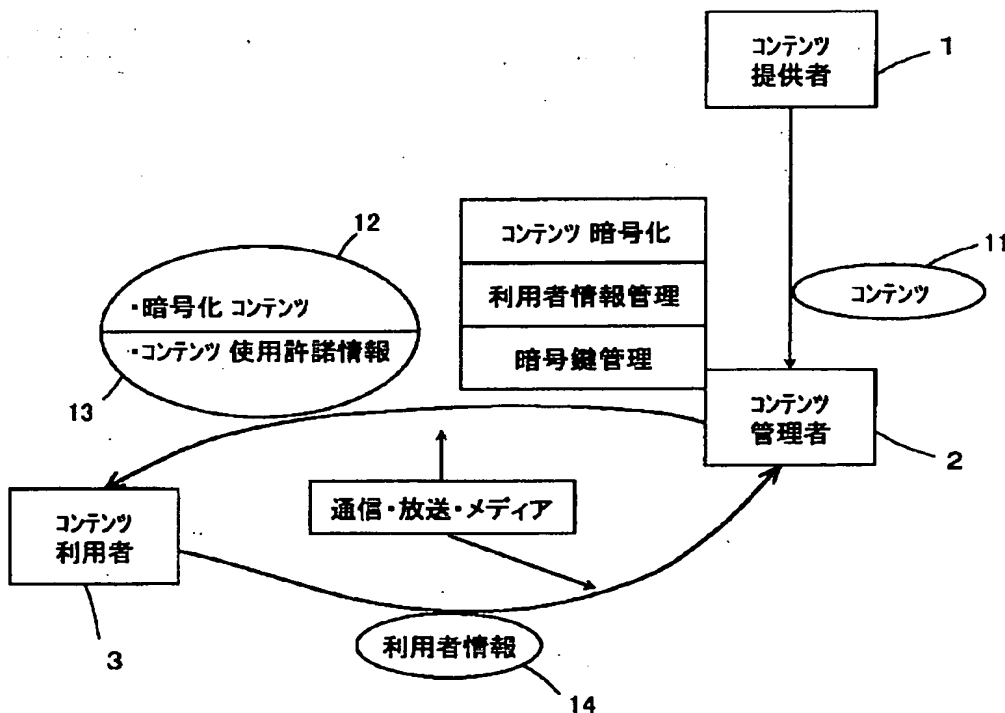 コンテンツ
提供者
1
コンテンツ 暗号化
利用者情報管理
暗号鍵管理
11
コンテンツ
12
・暗号化 コンテンツ
・コンテンツ 使用許諾情報
13
コンテンツ
管理者
2
通信・放送・メディア
コンテンツ
利用者
3
利用者情報
14